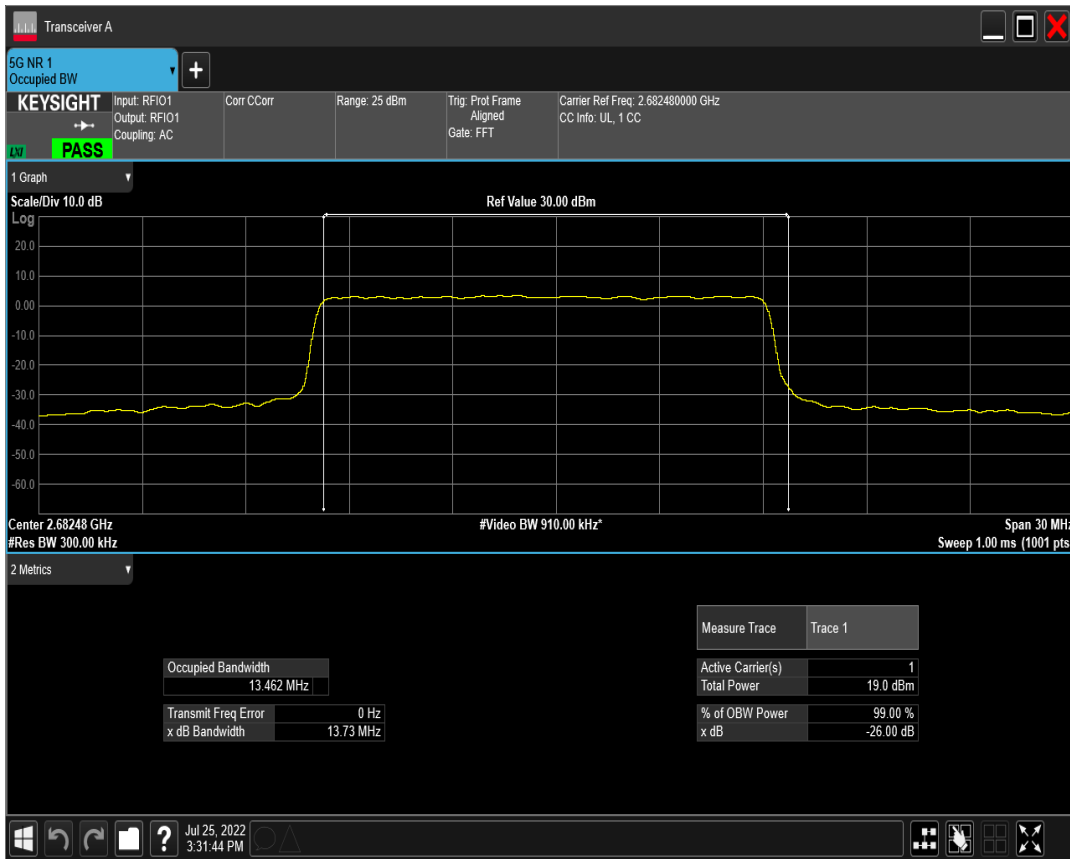 Transceiver A
5G NR 1
Occupied BW
KEYSIGHT
LXI
PASS
Input: RFIO1
Output: RFIO1
Coupling: AC
Corr CCorr
Range: 25 dBm
Trig: Prot Frame
Aligned
Gate: FFT
Carrier Ref Freq: 2.682480000 GHz
CC Info: UL, 1 CC
1 Graph
Scale/Div 10.0 dB
Ref Value 30.00 dBm
Log
20.0
10.0
0.00
-10.0
-20.0
-30.0
-40.0
-50.0
-60.0
Center 2.68248 GHz
#Video BW 910.00 kHz*
Span 30 MHz
#Res BW 300.00 kHz
Sweep 1.00 ms (1001 pts
2 Metrics
Measure Trace Trace 1
Occupied Bandwidth
13.462 MHz
Active Carrier(s) 1
Total Power 19.0 dBm
Transmit Freq Error 0 Hz
x dB Bandwidth 13.73 MHz
% of OBW Power 99.00 %
x dB -26.00 dB
Jul 25, 2022
3:31:44 PM